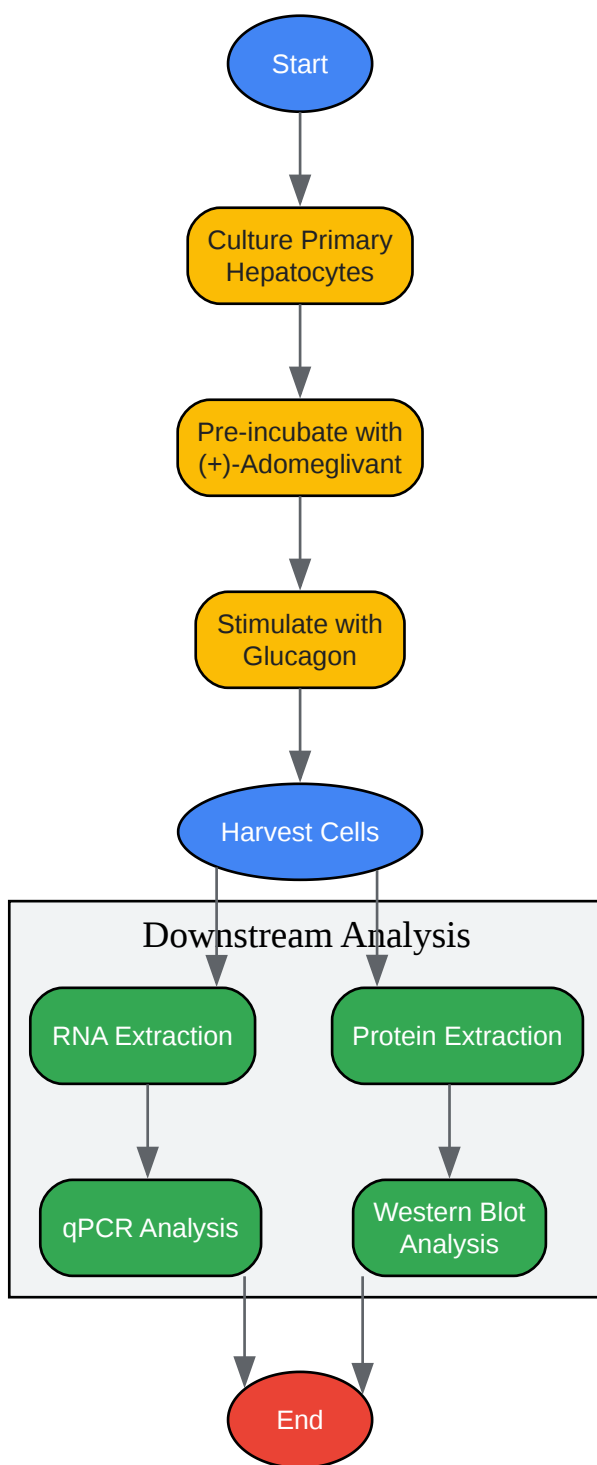 Start
Culture Primary
Hepatocytes
Pre-incubate with
(+)-Adomeglivant
Stimulate with
Glucagon
Harvest Cells
Downstream Analysis
RNA Extraction
Protein Extraction
qPCR Analysis
Western Blot
Analysis
End